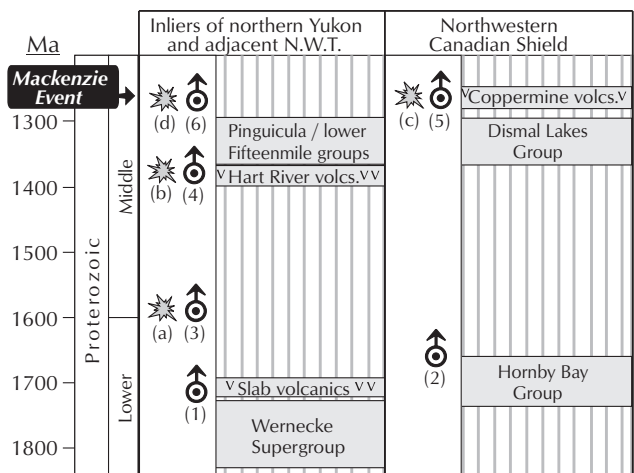 Ma
Inliers of northern Yukon
and adjacent N.W.T.
Northwestern
Canadian Shield
Mackenzie
Event
1300
1400
1500
1600
1700
1800
Proterozoic
Middle
Lower
(d) (6)
(b) (4)
(a) (3)
(1)
Pinguicula / lower
Fifteenmile groups
v Hart River volcs. v v
v Slab volcanics v v
Wernecke
Supergroup
(c) (5)
(2)
v Coppermine volcs. v
Dismal Lakes
Group
Hornby Bay
Group